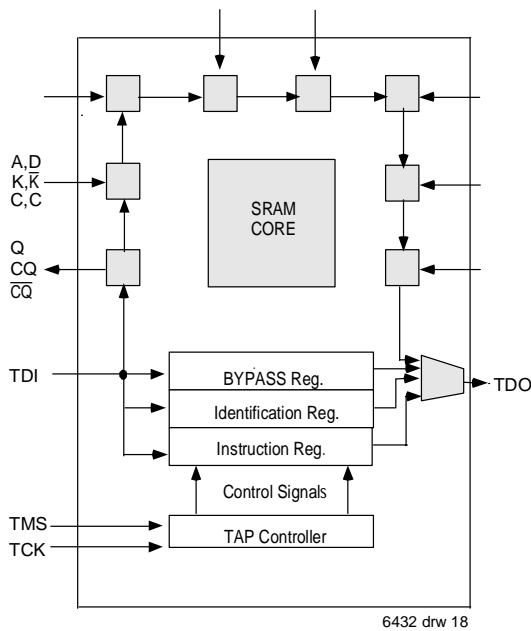 A,D
K,K̅
C,C
SRAM
CORE
Q
CQ
C̅Q̅
TDI
BYPASS Reg.
TDO
Identification Reg.
Instruction Reg.
Control Signals
TMS
TAP Controller
TCK
6432 drw 18